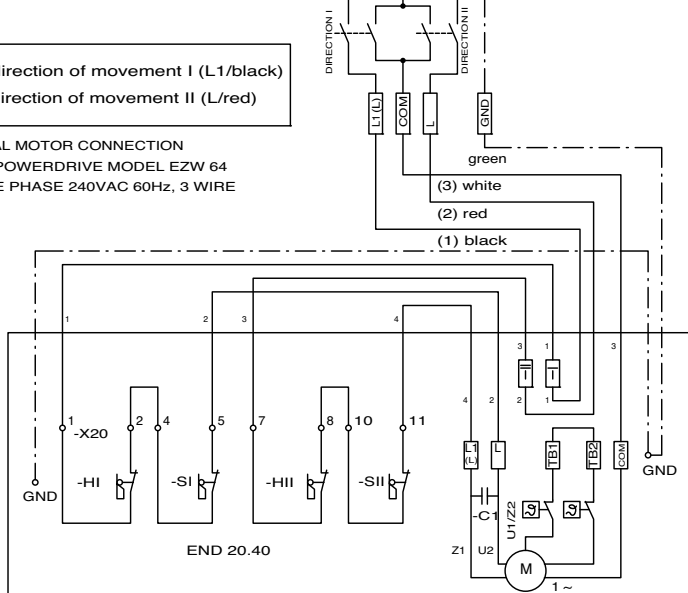 DIRECTION I
DIRECTION II
direction of movement I (L1/black)
direction of movement II (L/red)
L1 (L)
COM
L
GND
AL MOTOR CONNECTION
POWERDRIVE MODEL EZW 64
E PHASE 240VAC 60Hz, 3 WIRE
green
(3) white
(2) red
(1) black
1
2
3
4
3
1
3
4
2
2
1
II
I
1
2
4
5
7
8
10
11
-X20
L1
(L)
L
TB1
TB2
COM
GND
-HI
-SI
-HII
-SII
GND
-C1
U1/Z2
END 20.40
Z1
U2
M
1 ~